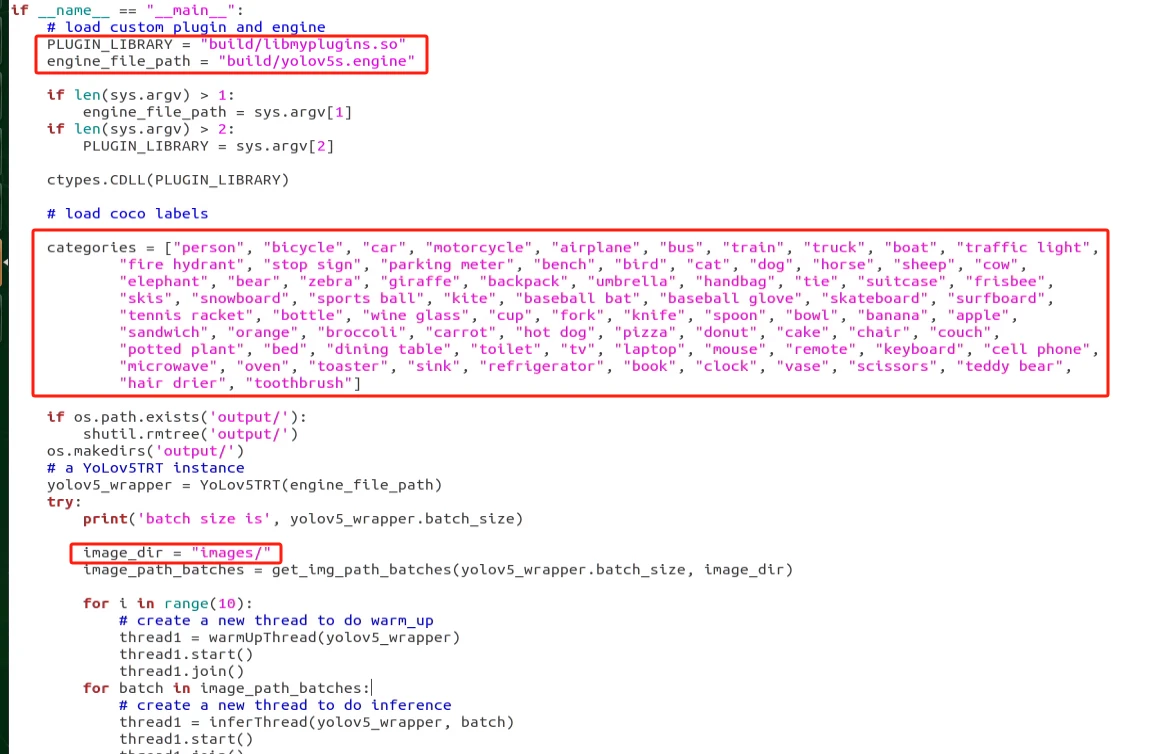 if __name__ == "__main__":
    # load custom plugin and engine
    PLUGIN_LIBRARY = "build/libmyplugins.so"
    engine_file_path = "build/yolov5s.engine"

    if len(sys.argv) > 1:
        engine_file_path = sys.argv[1]
    if len(sys.argv) > 2:
        PLUGIN_LIBRARY = sys.argv[2]

    ctypes.CDLL(PLUGIN_LIBRARY)

    # load coco labels

    categories = ["person", "bicycle", "car", "motorcycle", "airplane", "bus", "train", "truck", "boat", "traffic light",
            "fire hydrant", "stop sign", "parking meter", "bench", "bird", "cat", "dog", "horse", "sheep", "cow",
            "elephant", "bear", "zebra", "giraffe", "backpack", "umbrella", "handbag", "tie", "suitcase", "frisbee",
            "skis", "snowboard", "sports ball", "kite", "baseball bat", "baseball glove", "skateboard", "surfboard",
            "tennis racket", "bottle", "wine glass", "cup", "fork", "knife", "spoon", "bowl", "banana", "apple",
            "sandwich", "orange", "broccoli", "carrot", "hot dog", "pizza", "donut", "cake", "chair", "couch",
            "potted plant", "bed", "dining table", "toilet", "tv", "laptop", "mouse", "remote", "keyboard", "cell phone",
            "microwave", "oven", "toaster", "sink", "refrigerator", "book", "clock", "vase", "scissors", "teddy bear",
            "hair drier", "toothbrush"]

    if os.path.exists('output/'):
        shutil.rmtree('output/')
    os.makedirs('output/')
    # a YoLov5TRT instance
    yolov5_wrapper = YoLov5TRT(engine_file_path)
    try:
        print('batch size is', yolov5_wrapper.batch_size)

        image_dir = "images/"
        image_path_batches = get_img_path_batches(yolov5_wrapper.batch_size, image_dir)

        for i in range(10):
            # create a new thread to do warm_up
            thread1 = warmUpThread(yolov5_wrapper)
            thread1.start()
            thread1.join()
        for batch in image_path_batches:
            # create a new thread to do inference
            thread1 = inferThread(yolov5_wrapper, batch)
            thread1.start()
            thread1.join()